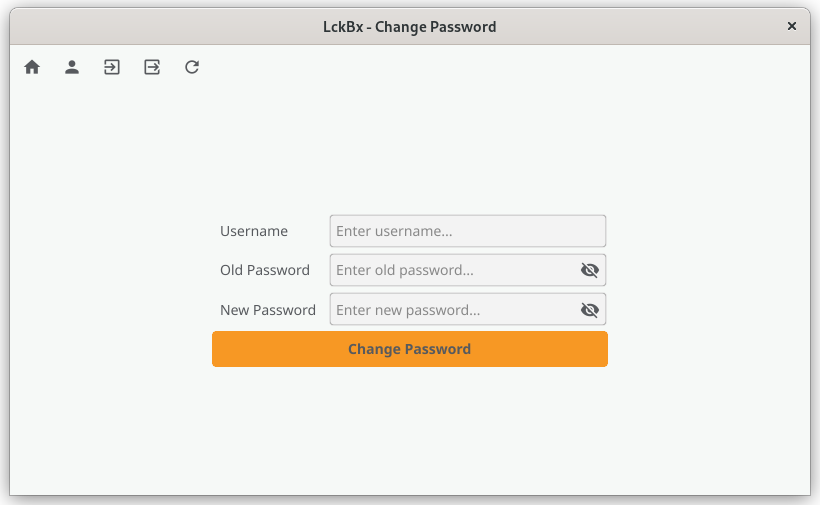 LckBx - Change Password
Username
Enter username...
Old Password
Enter old password...
New Password
Enter new password...
Change Password